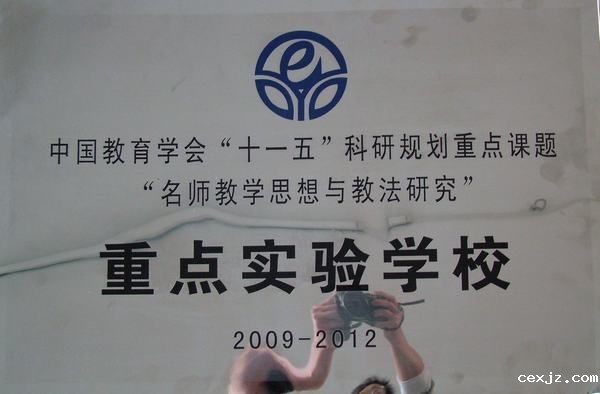 中国教育学会“十一五”科研规划重点课题
“名师教学思想与教法研究”
重点实验学校
2009-2012
cexjz.com